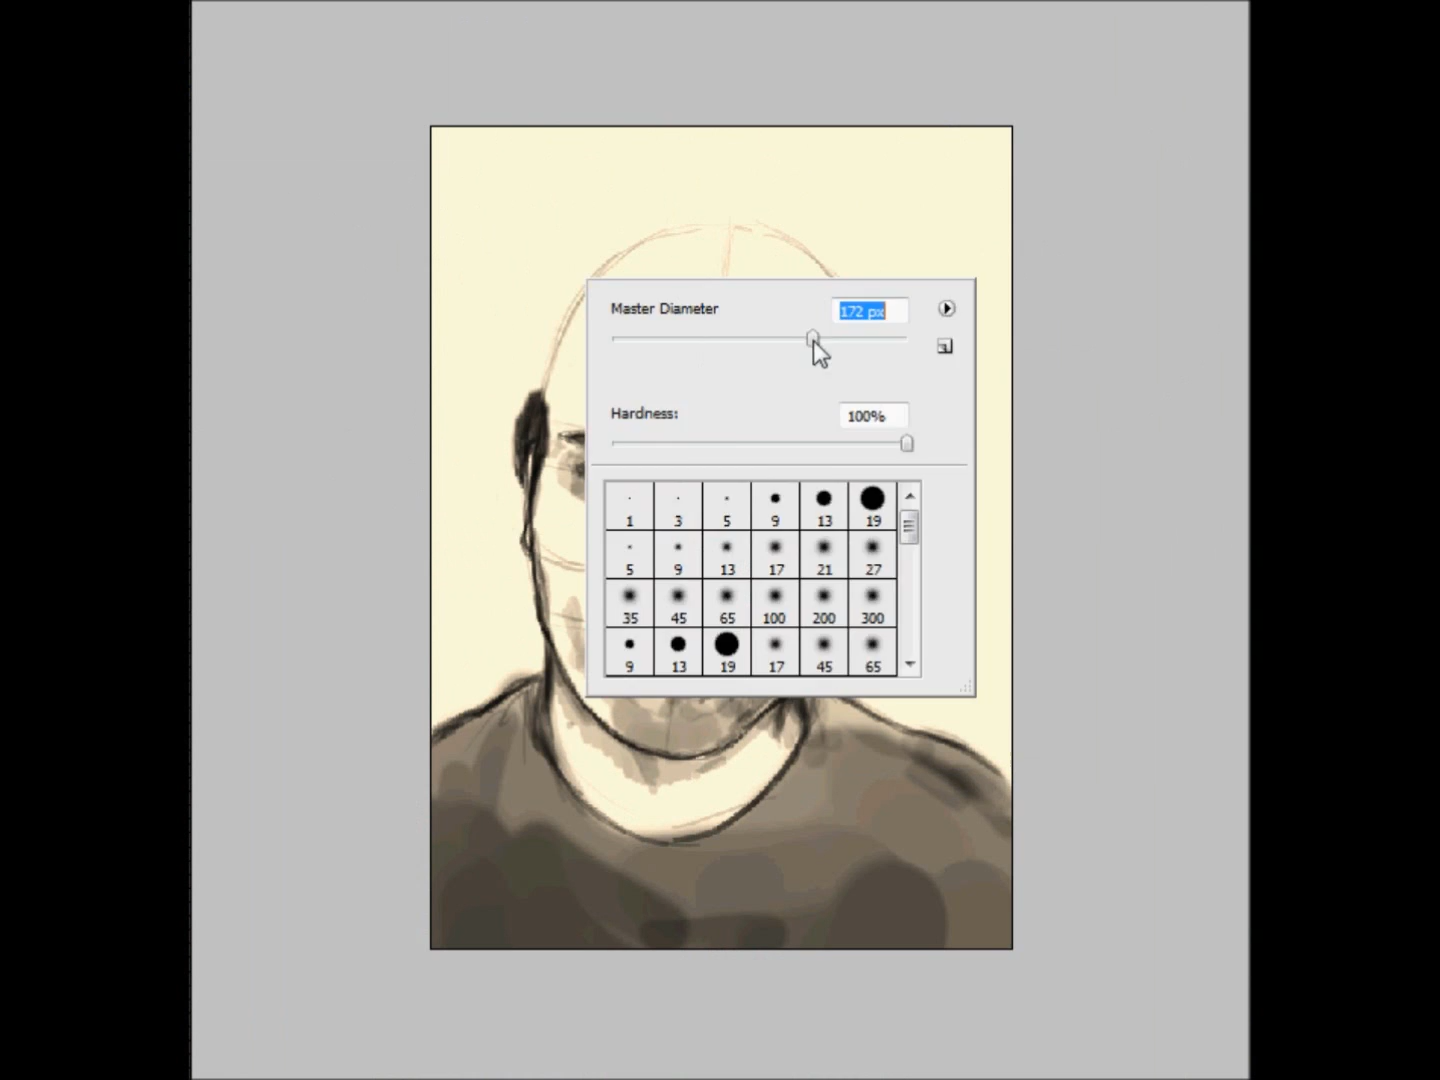 Master Diameter 172 px
Hardness: 100%
1 3 5 9 13 19
5 9 13 17 21 27
35 45 65 100 200 300
9 13 19 17 45 65